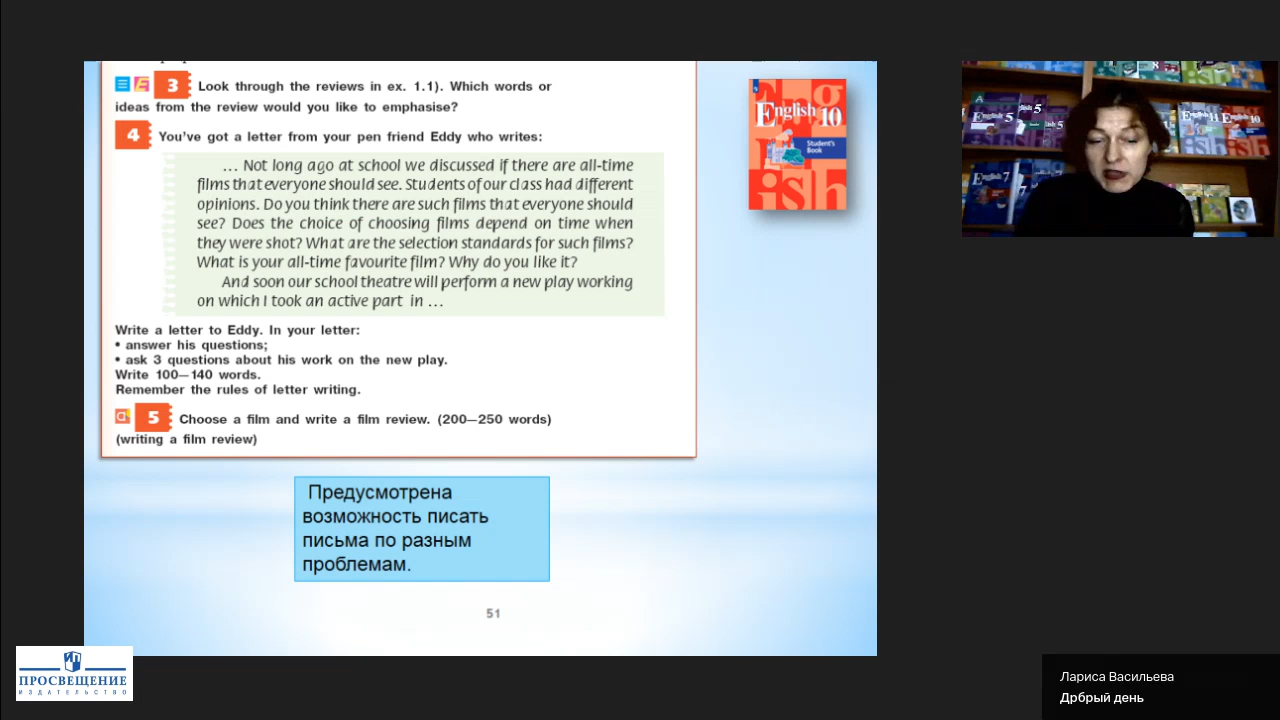 3 Look through the reviews in ex. 1.1). Which words or
ideas from the review would you like to emphasise?
4 You've got a letter from your pen friend Eddy who writes:
... Not long ago at school we discussed if there are all-time
films that everyone should see. Students of our class had different
opinions. Do you think there are such films that everyone should
see? Does the choice of choosing films depend on time when
they were shot? What are the selection standards for such films?
What is your all-time favourite film? Why do you like it?
And soon our school theatre will perform a new play working
on which I took an active part in ...
Write a letter to Eddy. In your letter:
• answer his questions;
• ask 3 questions about his work on the new play.
Write 100—140 words.
Remember the rules of letter writing.
5 Choose a film and write a film review. (200—250 words)
(writing a film review)
English 10
Student's
Book
Предусмотрена
возможность писать
письма по разным
проблемам.
51
English 5
5
English 7
English 11
English 10
ПРОСВЕЩЕНИЕ
ИЗДАТЕЛЬСТВО
Лариса Васильева
Дрбрый день